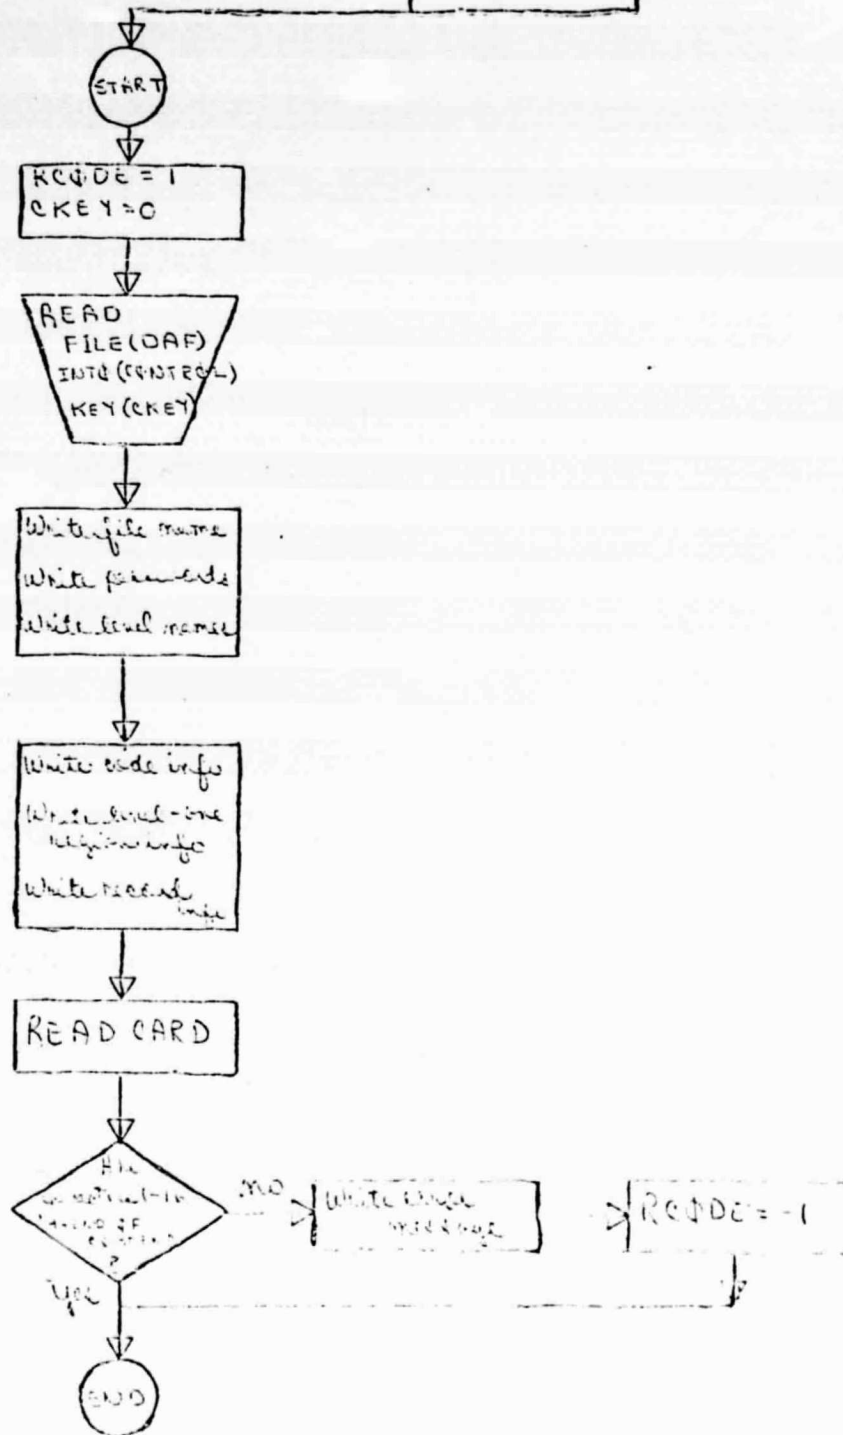 START
RCØDE = 1
CKEY = 0
READ
FILE(DAF)
INTØ(CØNTRØL)
KEY(CKEY)
Write file name
Write passwords
Write level names
Write code info
Write level-one
region info
Write record
info
READ CARD
no
Write error
message
RCØDE = -1
?
Yes
END